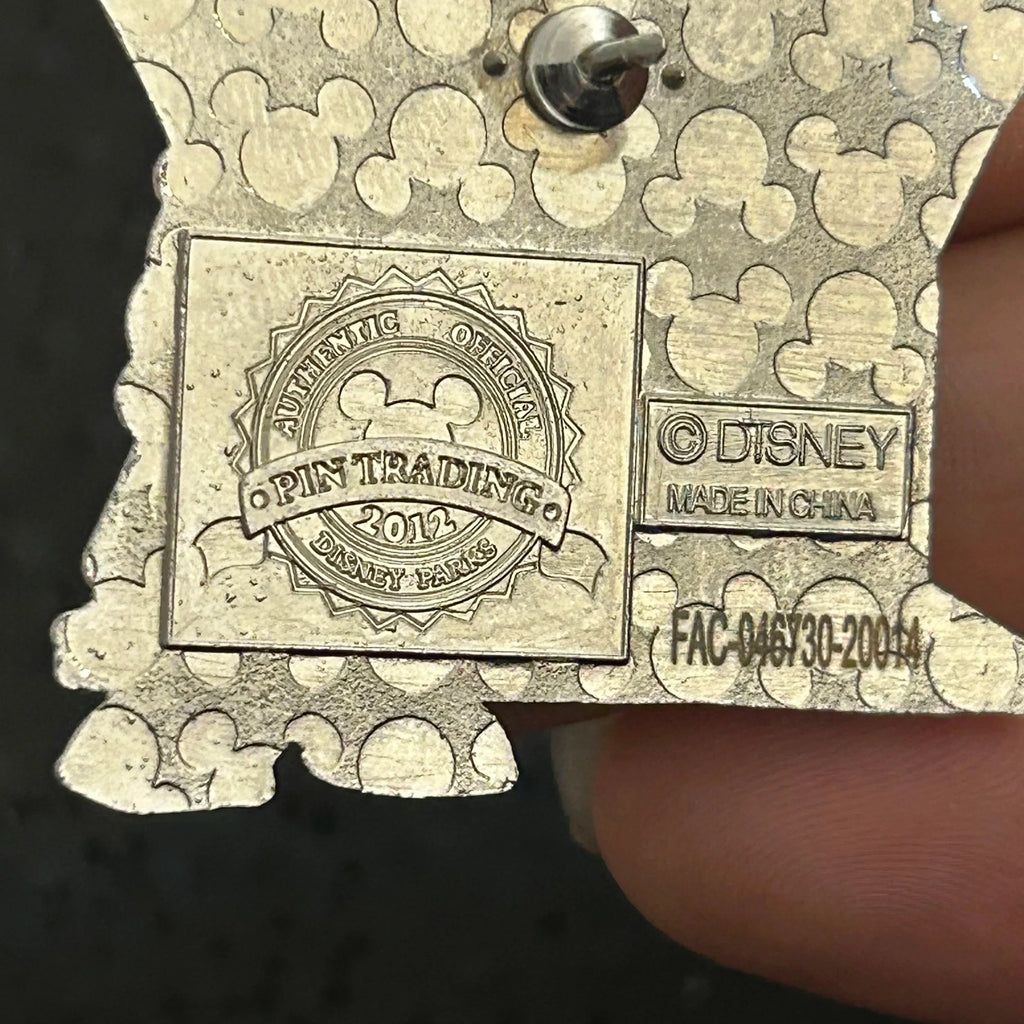 AUTHENTIC OFFICIAL
PIN TRADING
2012
DISNEY PARKS
© DISNEY
MADE IN CHINA
FAC-046730-20014